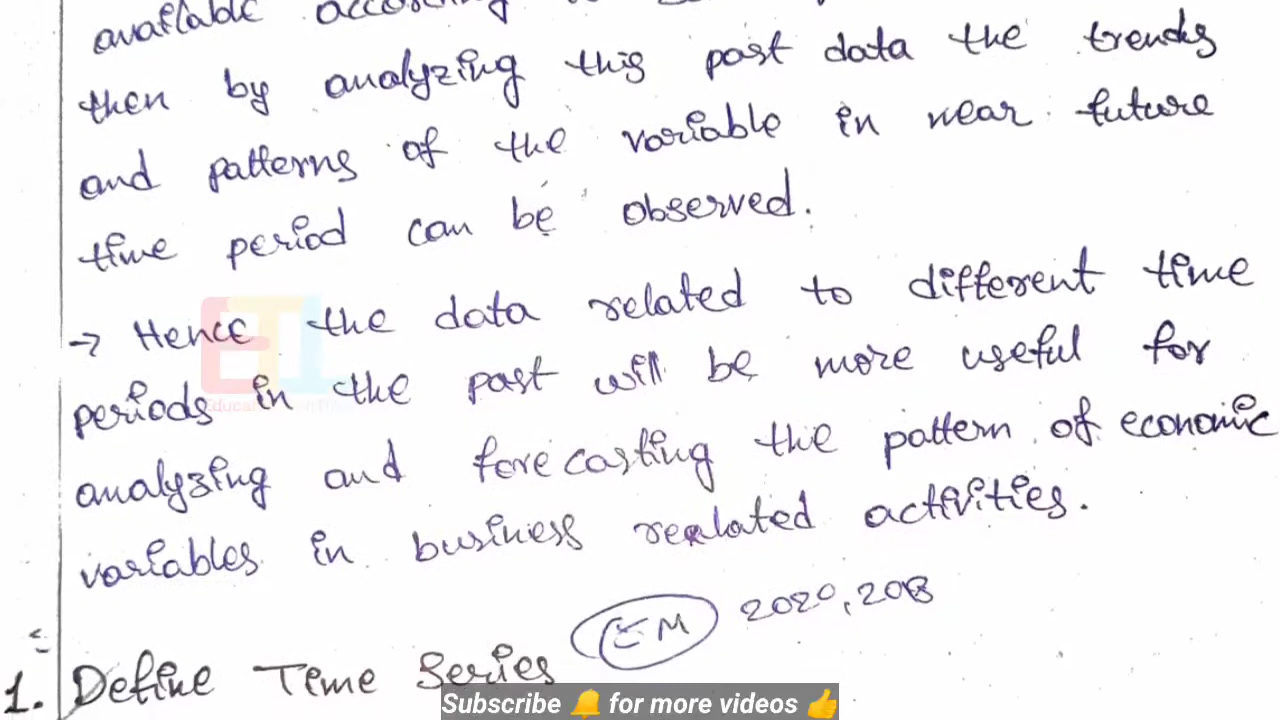 available
then by analyzing this past data the trends
and patterns of the variable in near future
time period can be observed.
→ Hence the data related to different time
periods in the past will be more useful for
analyzing and forecasting the pattern of economic
variables in business realated activities.
EM 2020, 2018
1. Define Time Series
Subscribe 🔔 for more videos 👍